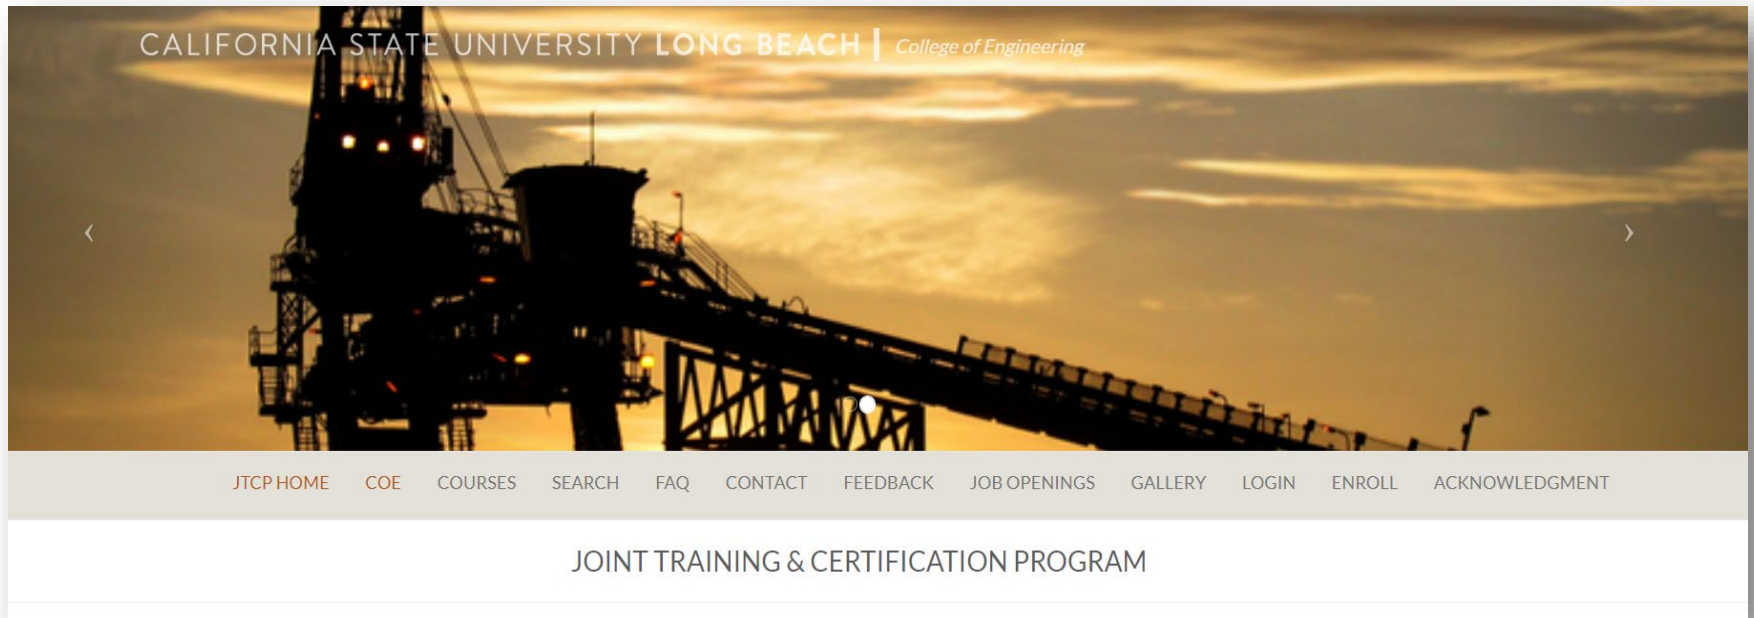 CALIFORNIA STATE UNIVERSITY LONG BEACH | College of Engineering
JTCP HOME COE COURSES SEARCH FAQ CONTACT FEEDBACK JOB OPENINGS GALLERY LOGIN ENROLL ACKNOWLEDGMENT
JOINT TRAINING & CERTIFICATION PROGRAM